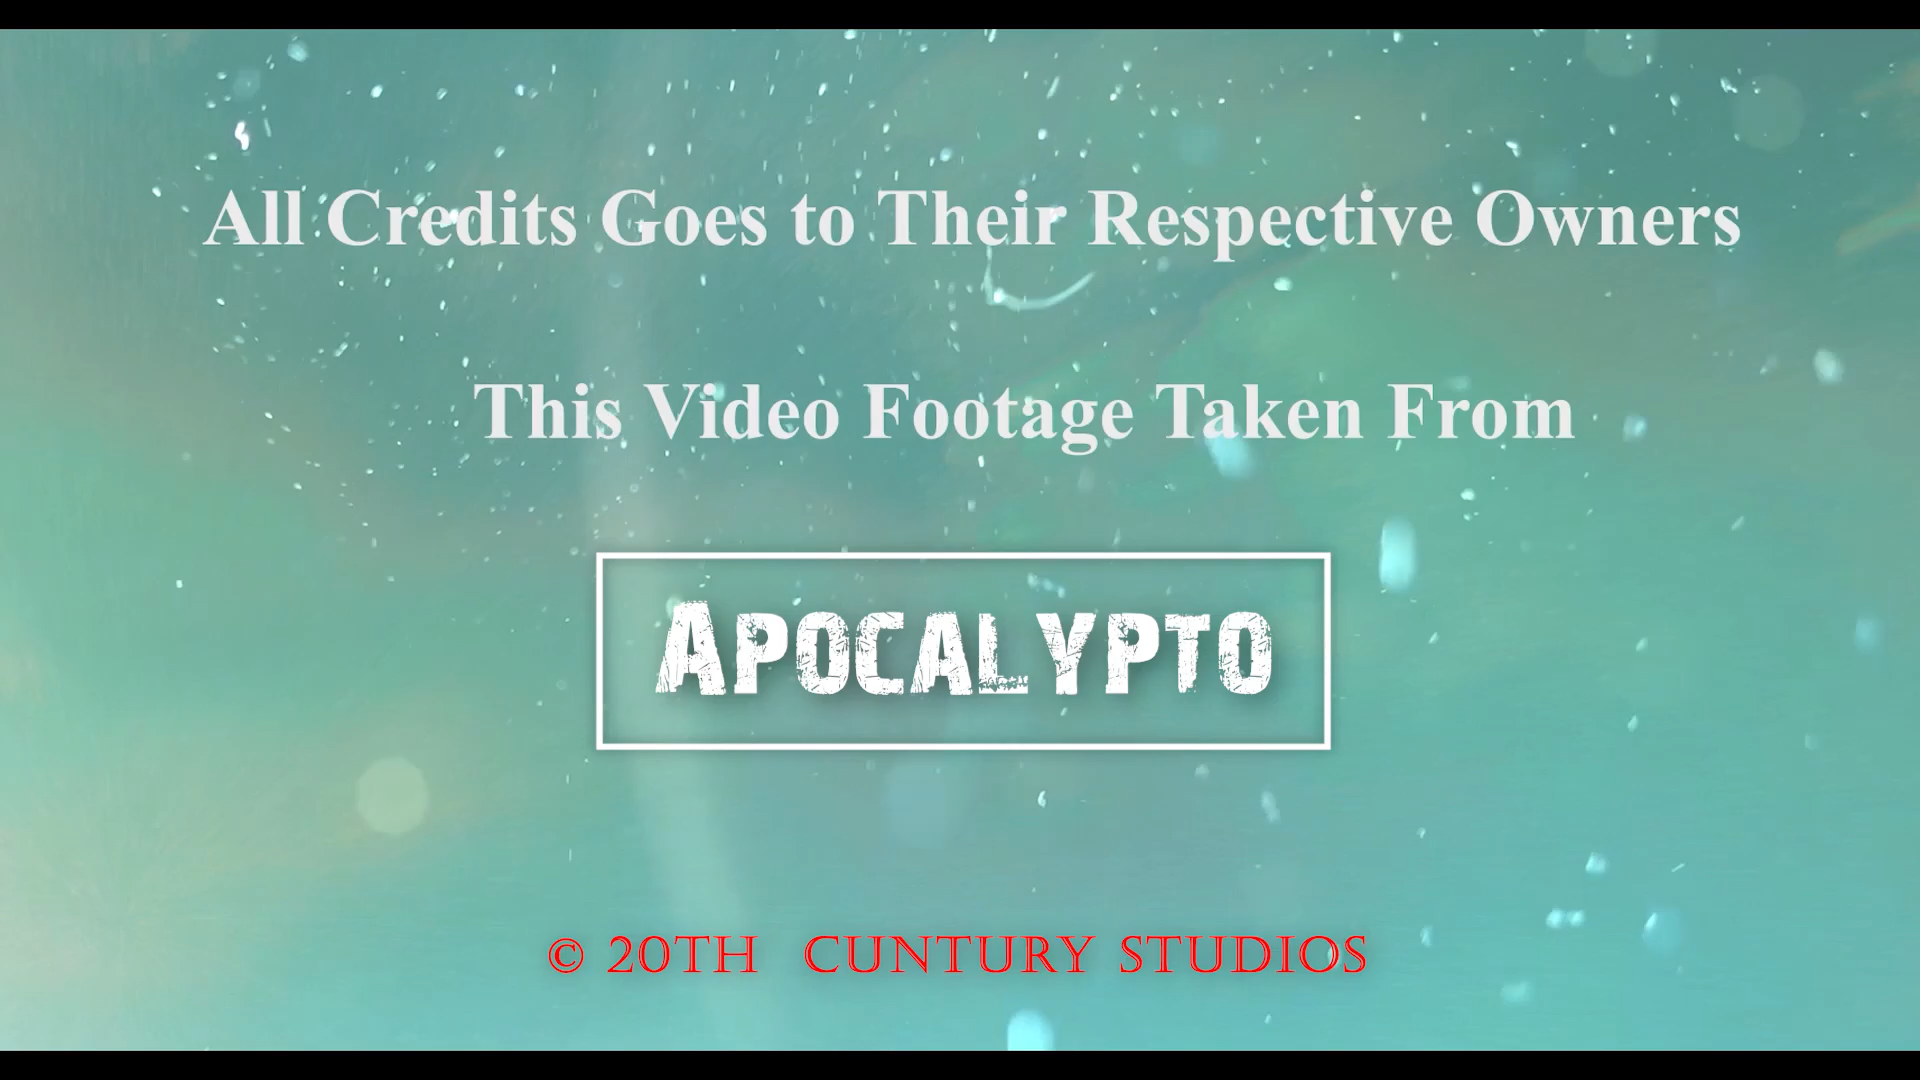 All Credits Goes to Their Respective Owners
This Video Footage Taken From
APOCALYPTO
© 20TH CUNTURY STUDIOS